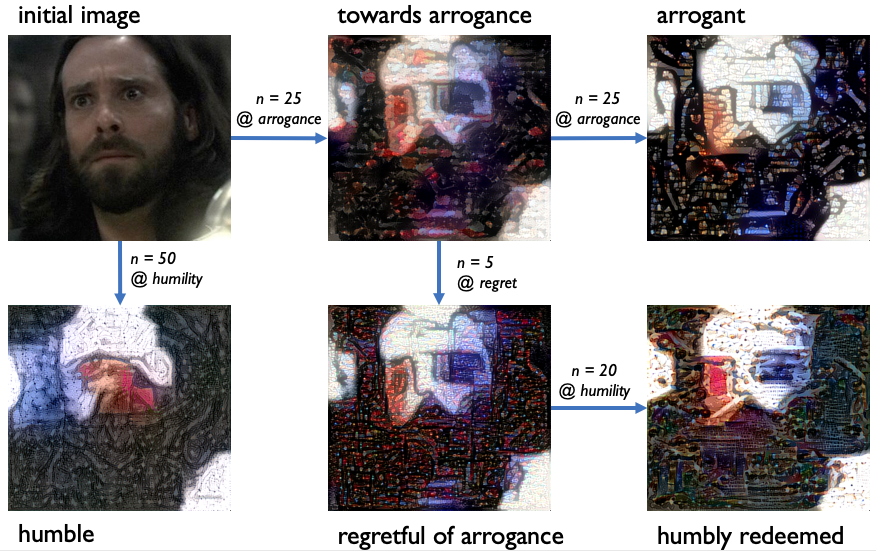 initial image
towards arrogance
arrogant
n = 25
@ arrogance
n = 25
@ arrogance
n = 50
@ humility
n = 5
@ regret
n = 20
@ humility
humble
regretful of arrogance
humbly redeemed